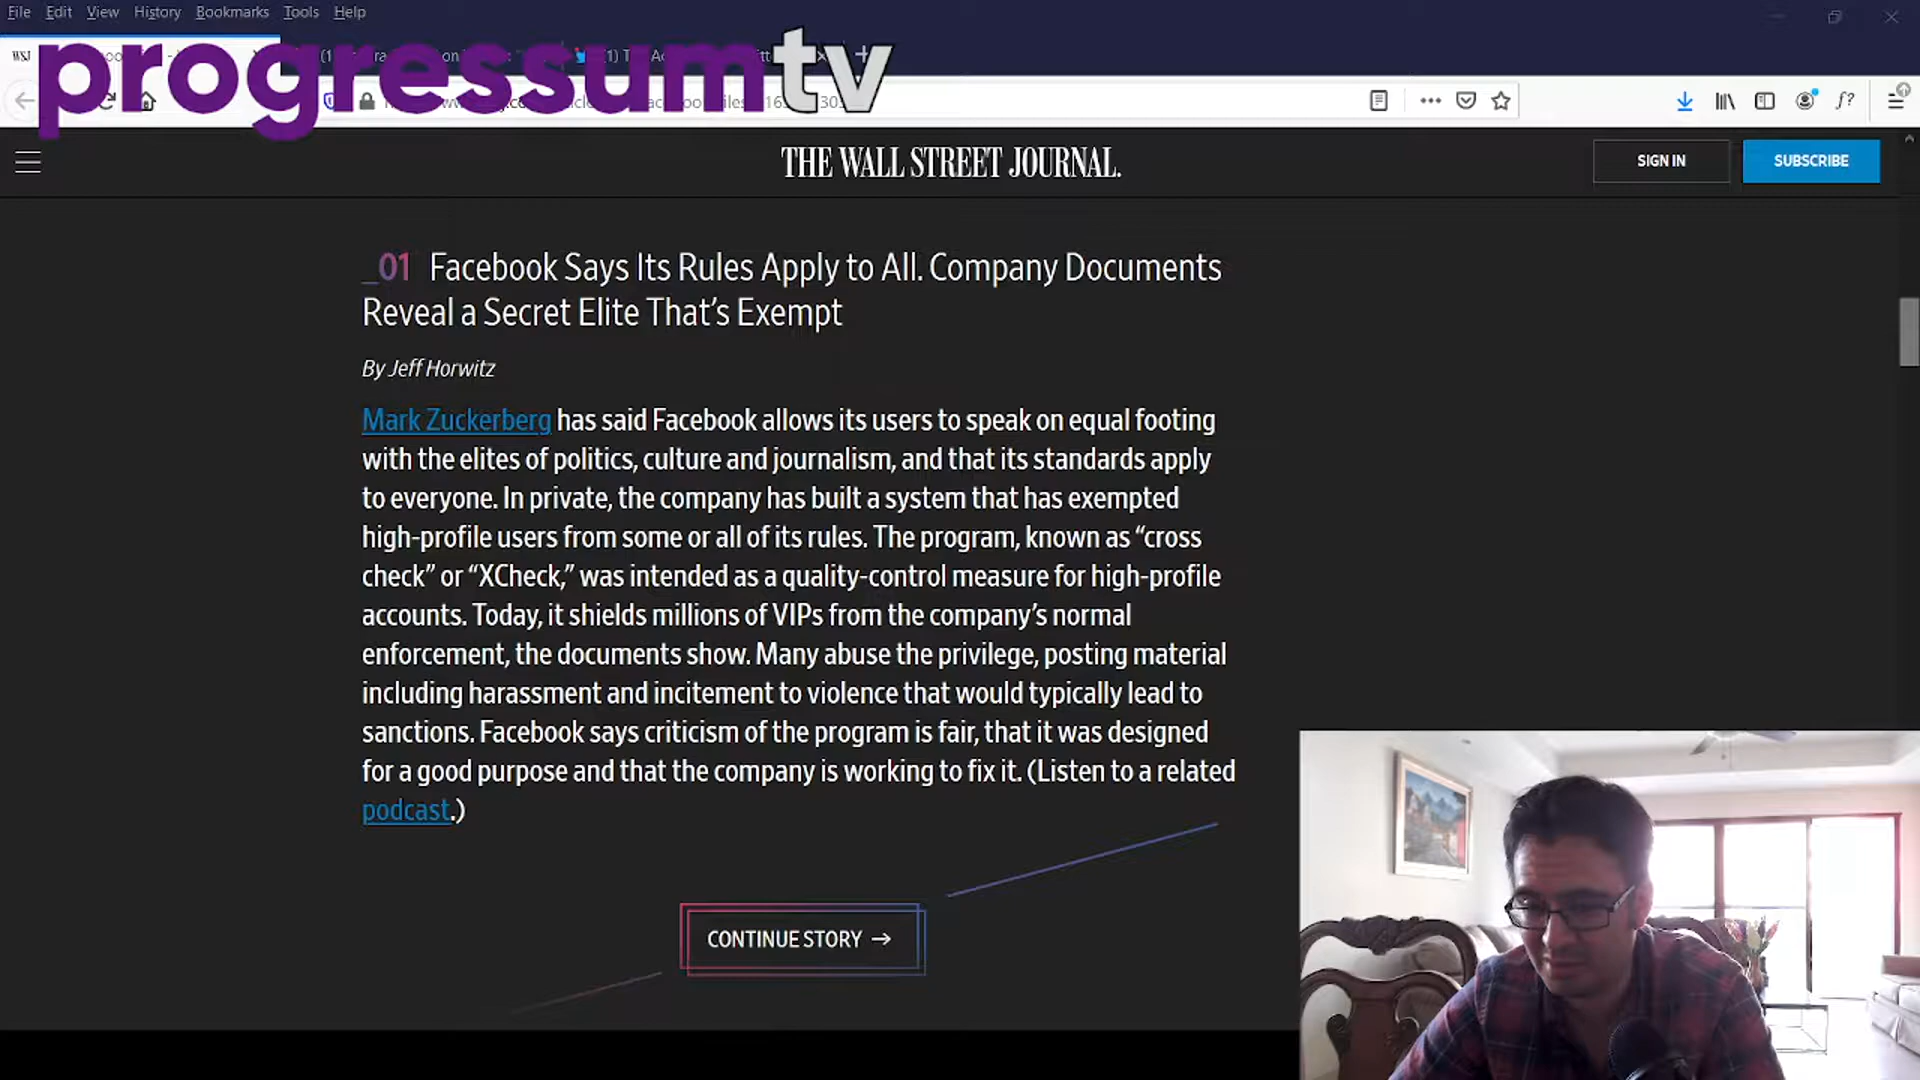 File Edit View History Bookmarks Tools Help
progressumtv
WSJ
THE WALL STREET JOURNAL.
SIGN IN
SUBSCRIBE
_01 Facebook Says Its Rules Apply to All. Company Documents
Reveal a Secret Elite That’s Exempt
By Jeff Horwitz
Mark Zuckerberg has said Facebook allows its users to speak on equal footing
with the elites of politics, culture and journalism, and that its standards apply
to everyone. In private, the company has built a system that has exempted
high-profile users from some or all of its rules. The program, known as “cross
check” or “XCheck,” was intended as a quality-control measure for high-profile
accounts. Today, it shields millions of VIPs from the company’s normal
enforcement, the documents show. Many abuse the privilege, posting material
including harassment and incitement to violence that would typically lead to
sanctions. Facebook says criticism of the program is fair, that it was designed
for a good purpose and that the company is working to fix it. (Listen to a related
podcast.)
CONTINUE STORY →